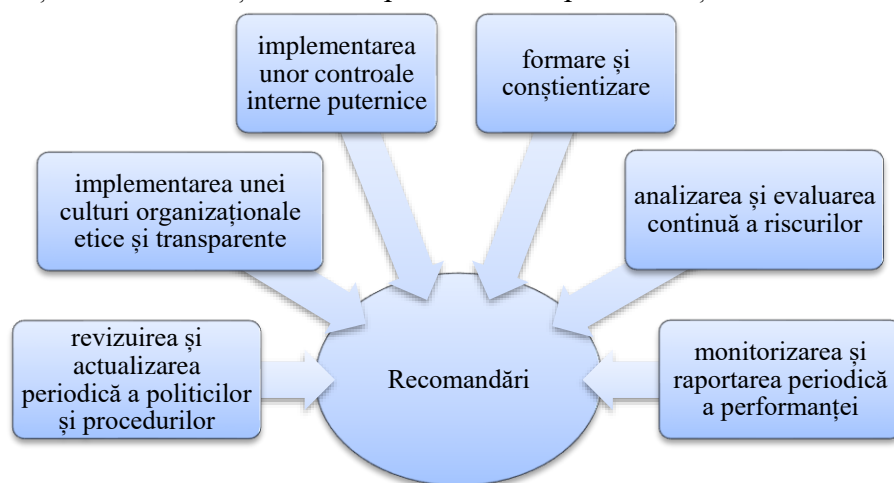 implementarea
unor controale
interne puternice
formare și
conștientizare
implementarea unei
culturi organizaționale
etice și transparente
analizarea și evaluarea
continuă a riscurilor
revizuirea și
actualizarea
periodică a politicilor
și procedurilor
Recomandări
monitorizarea și
raportarea periodică
a performanței